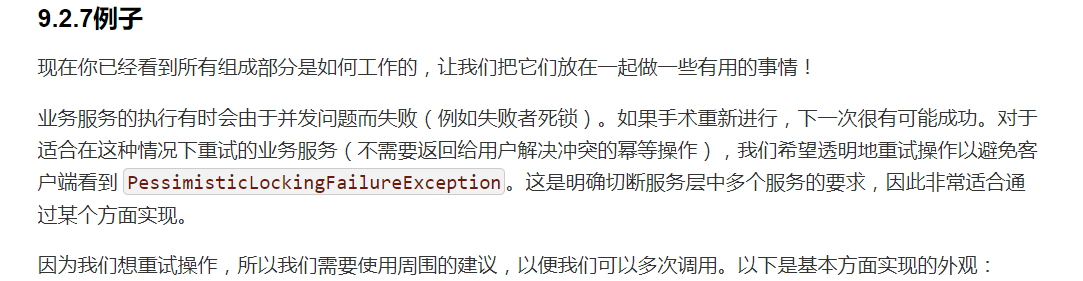 9.2.7例子
现在你已经看到所有组成部分是如何工作的，让我们把它们放在一起做一些有用的事情！
业务服务的执行有时会由于并发问题而失败（例如失败者死锁）。如果手术重新进行，下一次很有可能成功。对于
适合在这种情况下重试的业务服务（不需要返回给用户解决冲突的幂等操作），我们希望透明地重试操作以避免客
户端看到 PessimisticLockingFailureException。这是明确切断服务层中多个服务的要求，因此非常适合通
过某个方面实现。
因为我们想重试操作，所以我们需要使用周围的建议，以便我们可以多次调用。以下是基本方面实现的外观：